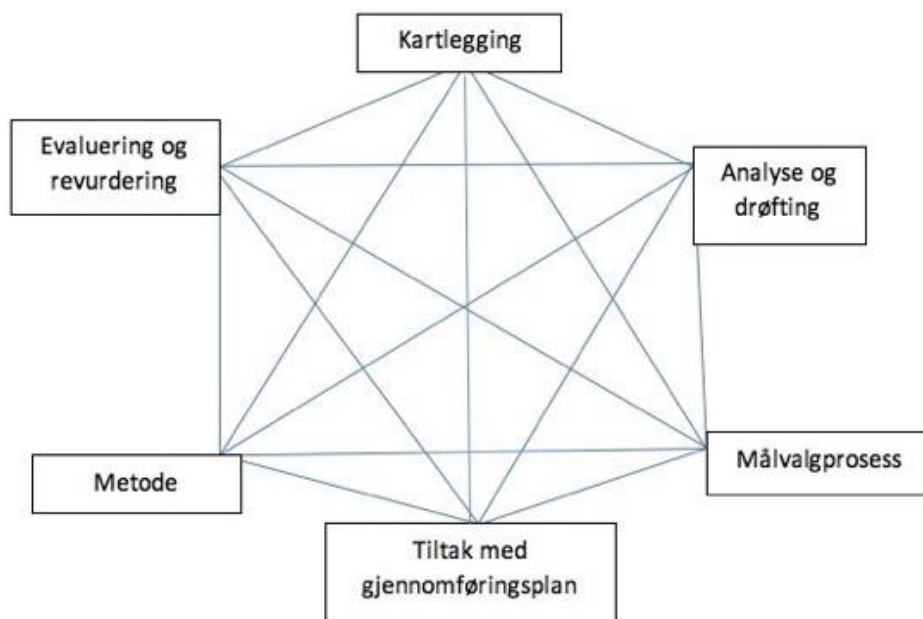 Kartlegging
Evaluering og
revurdering
Analyse og
drøfting
Målvalgprosess
Metode
Tiltak med
gjennomføringsplan